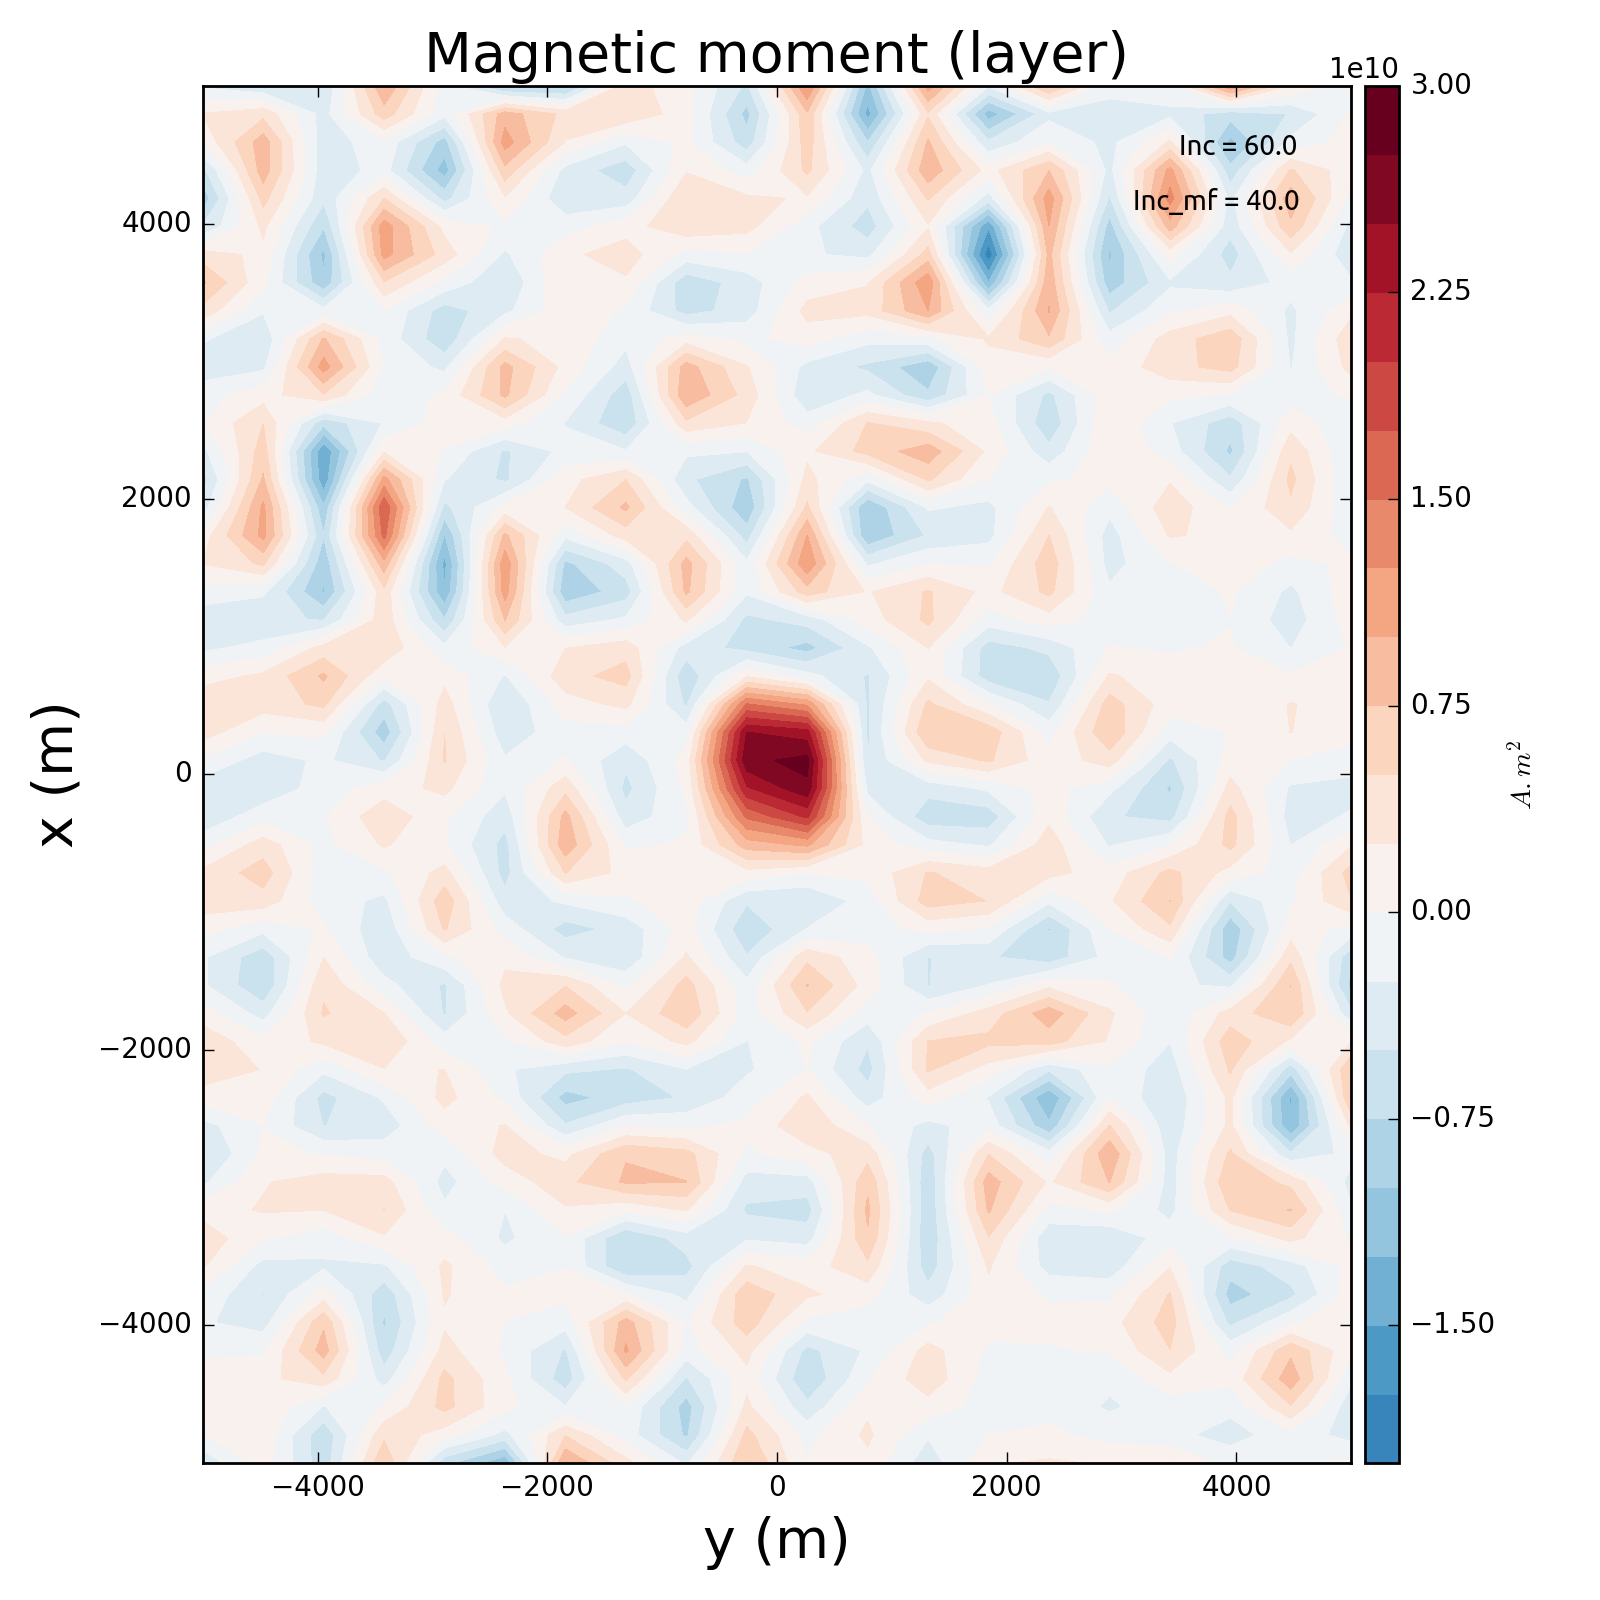 Magnetic moment (layer)
1e10
Inc = 60.0
Inc_mf = 40.0
x (m)
4000
2000
0
−2000
−4000
−4000
−2000
0
2000
4000
y (m)
3.00
2.25
1.50
0.75
0.00
−0.75
−1.50
A.m²